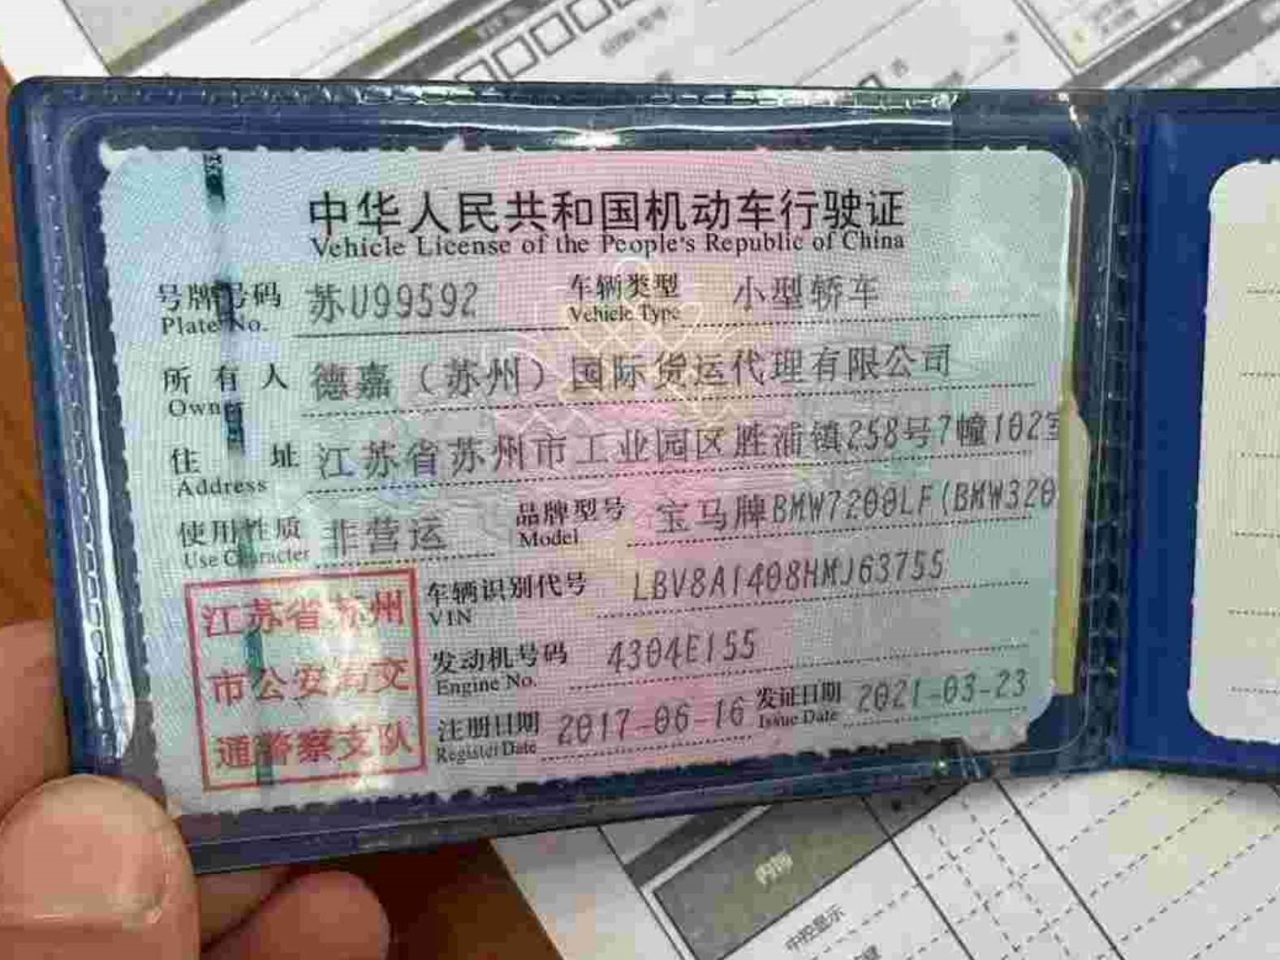 中华人民共和国机动车行驶证
Vehicle License of the People's Republic of China
号牌号码 苏U99592 车辆类型 小型轿车
Plate No. Vehicle Type
所有人 德嘉（苏州）国际货运代理有限公司
Owner
住址 江苏省苏州市工业园区胜浦镇258号7幢102室
Address
使用性质 非营运 品牌型号 宝马牌BMW7200LF(BMW320
Use Character Model
江苏省苏州
市公安局交
通警察支队
车辆识别代号 LBV8A1408HMJ63755
VIN
发动机号码 4304E155
Engine No.
注册日期 2017-06-16 发证日期 2021-03-23
Register Date Issue Date
内饰
中控显示